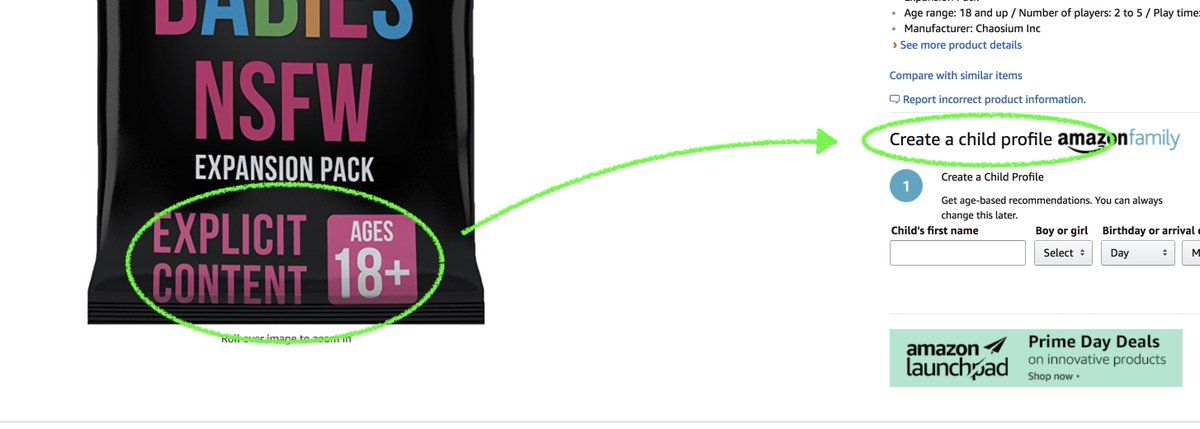 BABIES
NSFW
EXPANSION PACK
EXPLICIT
CONTENT
AGES
18+
Roll over image to zoom in
Expansion Pack
Age range: 18 and up / Number of players: 2 to 5 / Play time:
Manufacturer: Chaosium Inc
› See more product details
Compare with similar items
Report incorrect product information.
Create a child profile amazonfamily
1
Create a Child Profile
Get age-based recommendations. You can always
change this later.
Child's first name
Boy or girl
Birthday or arrival
Select
Day
M
amazon
launchpad
Prime Day Deals
on innovative products
Shop now ›